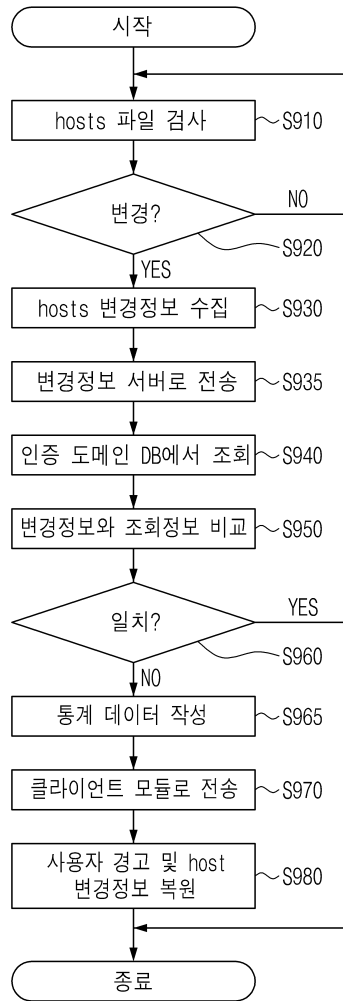 시작
hosts 파일 검사
S910
변경?
NO
S920
YES
hosts 변경정보 수집
S930
변경정보 서버로 전송
S935
인증 도메인 DB에서 조회
S940
변경정보와 조회정보 비교
S950
일치?
YES
S960
NO
통계 데이터 작성
S965
클라이언트 모듈로 전송
S970
사용자 경고 및 host
변경정보 복원
S980
종료